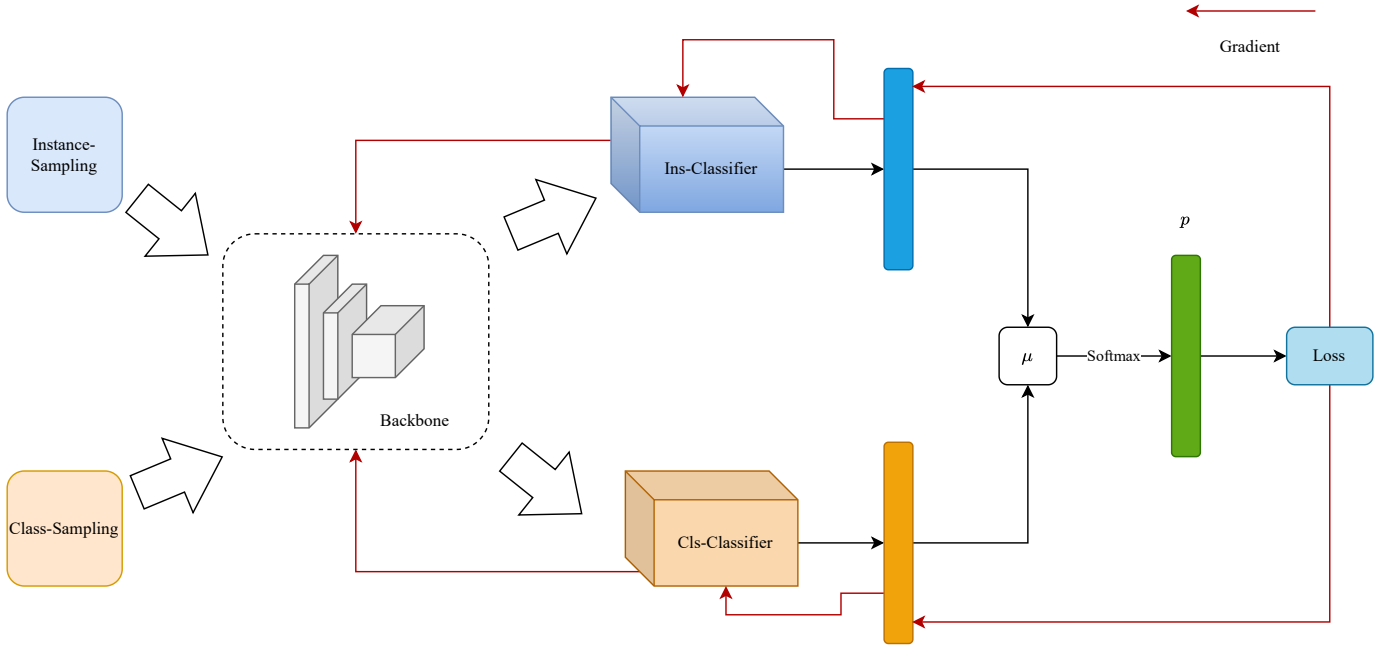 Gradient
Instance-
Sampling
Ins-Classifier
p
μ
Softmax
Loss
Backbone
Class-Sampling
Cls-Classifier